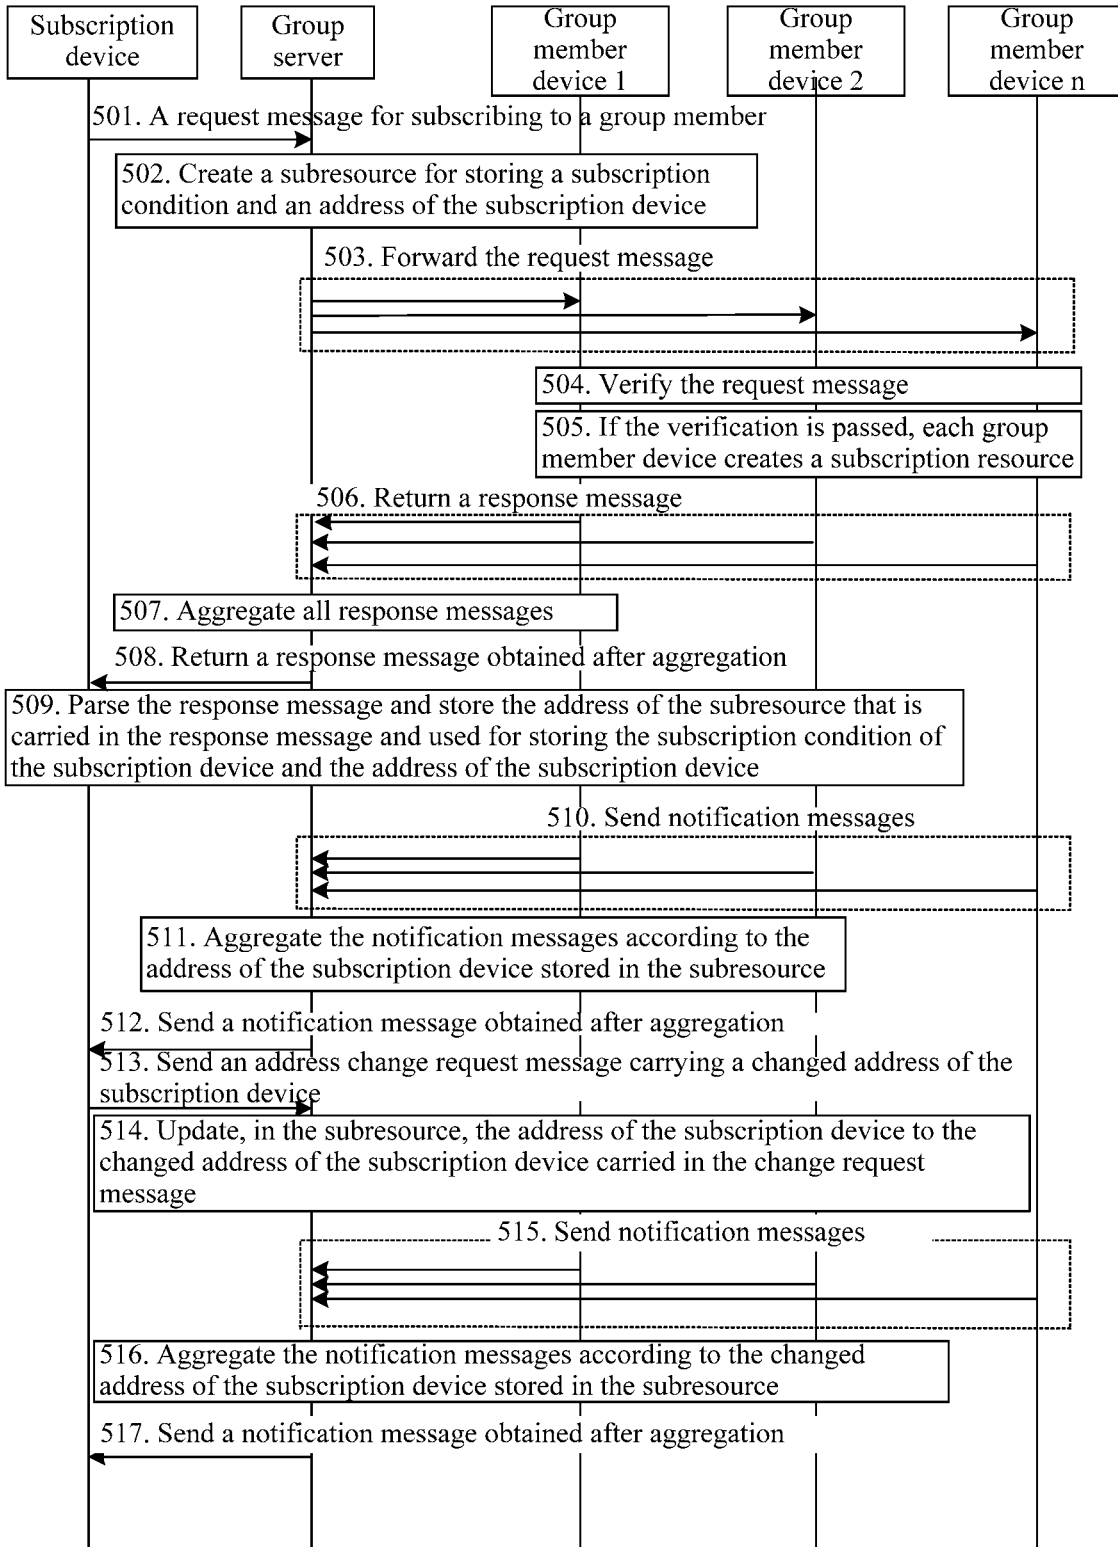 Subscription
device
Group
server
Group
member
device 1
Group
member
device 2
Group
member
device n
501. A request message for subscribing to a group member
502. Create a subresource for storing a subscription
condition and an address of the subscription device
503. Forward the request message
504. Verify the request message
505. If the verification is passed, each group
member device creates a subscription resource
506. Return a response message
507. Aggregate all response messages
508. Return a response message obtained after aggregation
509. Parse the response message and store the address of the subresource that is
carried in the response message and used for storing the subscription condition of
the subscription device and the address of the subscription device
510. Send notification messages
511. Aggregate the notification messages according to the
address of the subscription device stored in the subresource
512. Send a notification message obtained after aggregation
513. Send an address change request message carrying a changed address of the
subscription device
514. Update, in the subresource, the address of the subscription device to the
changed address of the subscription device carried in the change request
message
515. Send notification messages
516. Aggregate the notification messages according to the changed
address of the subscription device stored in the subresource
517. Send a notification message obtained after aggregation